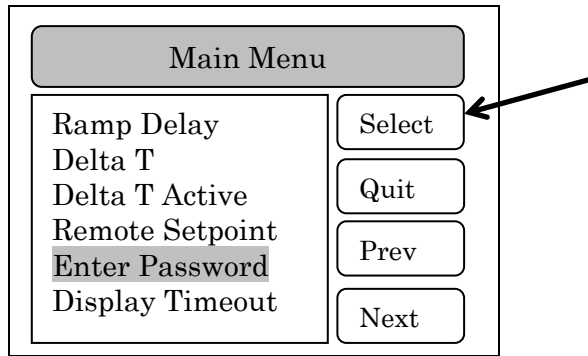 Main Menu
Ramp Delay
Delta T
Delta T Active
Remote Setpoint
Enter Password
Display Timeout
Select
Quit
Prev
Next